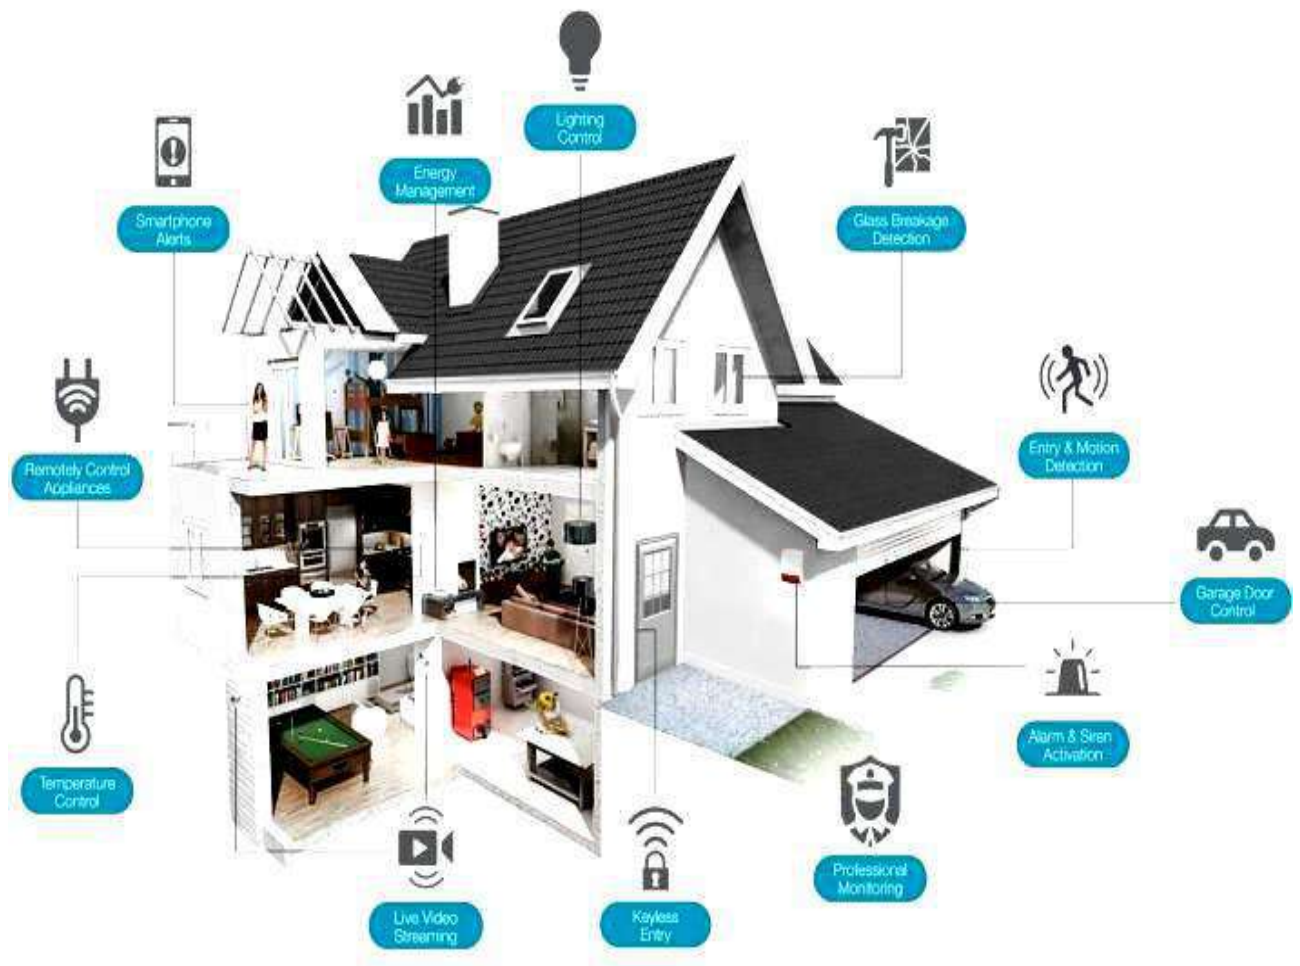 Lighting
Control
Energy
Management
Smartphone
Alerts
Glass Breakage
Detection
Remotely Control
Appliances
Entry & Motion
Detection
Garage Door
Control
Temperature
Control
Alarm & Siren
Activation
Professional
Monitoring
Live Video
Streaming
Keyless
Entry